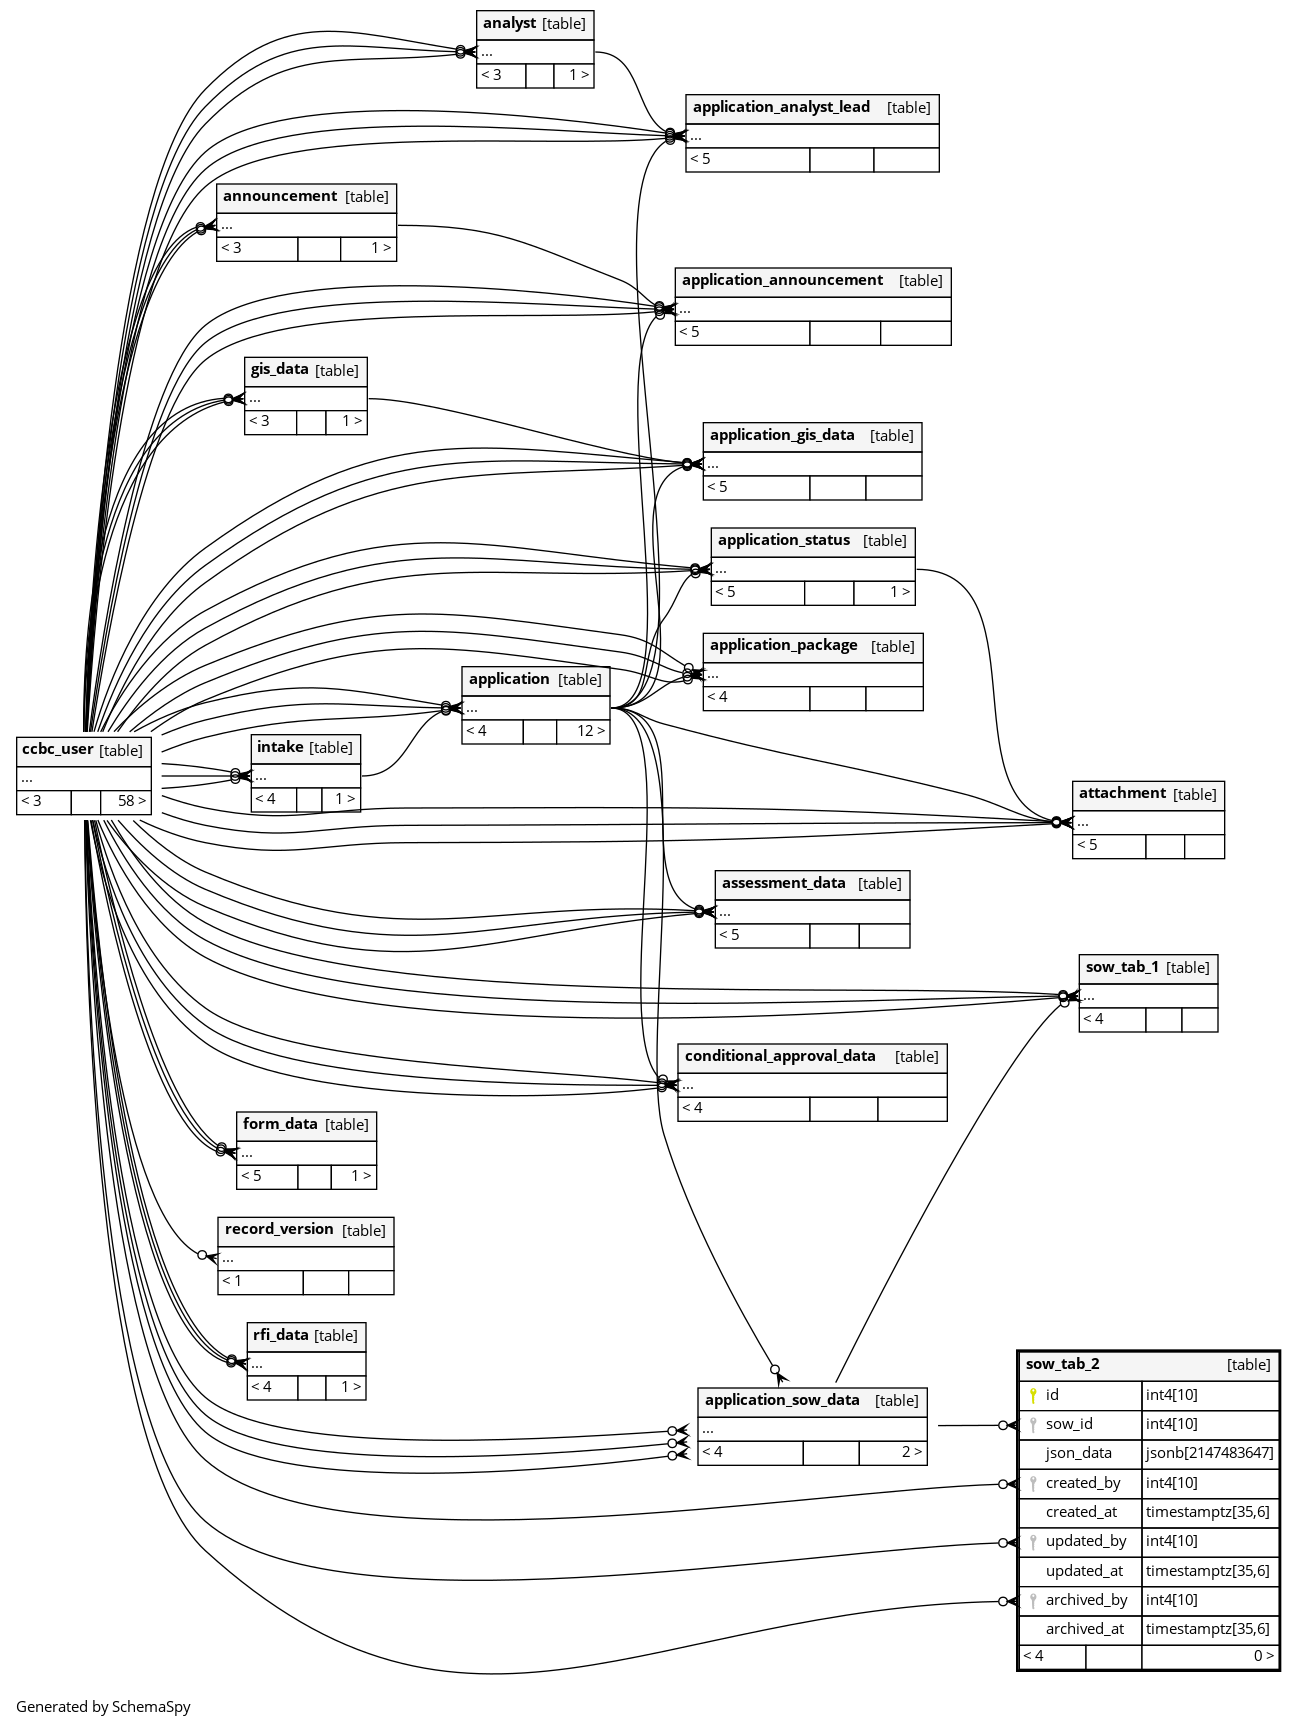 analyst [table]
...
< 3 1 >
application_analyst_lead [table]
...
< 5
announcement [table]
...
< 3 1 >
application_announcement [table]
...
< 5
gis_data [table]
...
< 3 1 >
application_gis_data [table]
...
< 5
application_status [table]
...
< 5 1 >
application_package [table]
...
< 4
application [table]
...
< 4 12 >
ccbc_user [table]
...
< 3 58 >
intake [table]
...
< 4 1 >
attachment [table]
...
< 5
assessment_data [table]
...
< 5
sow_tab_1 [table]
...
< 4
conditional_approval_data [table]
...
< 4
form_data [table]
...
< 5 1 >
record_version [table]
...
< 1
rfi_data [table]
...
< 4 1 >
application_sow_data [table]
...
< 4 2 >
sow_tab_2 [table]
id int4[10]
sow_id int4[10]
json_data jsonb[2147483647]
created_by int4[10]
created_at timestamptz[35,6]
updated_by int4[10]
updated_at timestamptz[35,6]
archived_by int4[10]
archived_at timestamptz[35,6]
< 4 0 >
Generated by SchemaSpy